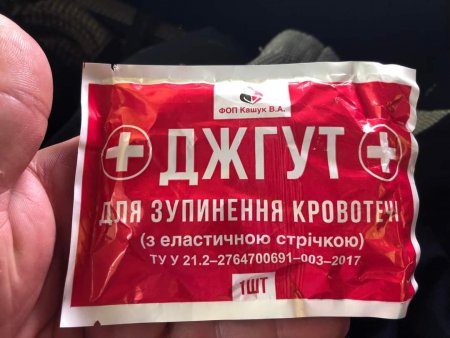 ФОП Кашук В.А.
ДЖГУТ
ДЛЯ ЗУПИНЕННЯ КРОВОТЕЧІ
(з еластичною стрічкою)
ТУ У 21.2–2764700691–003–2017
1ШТ